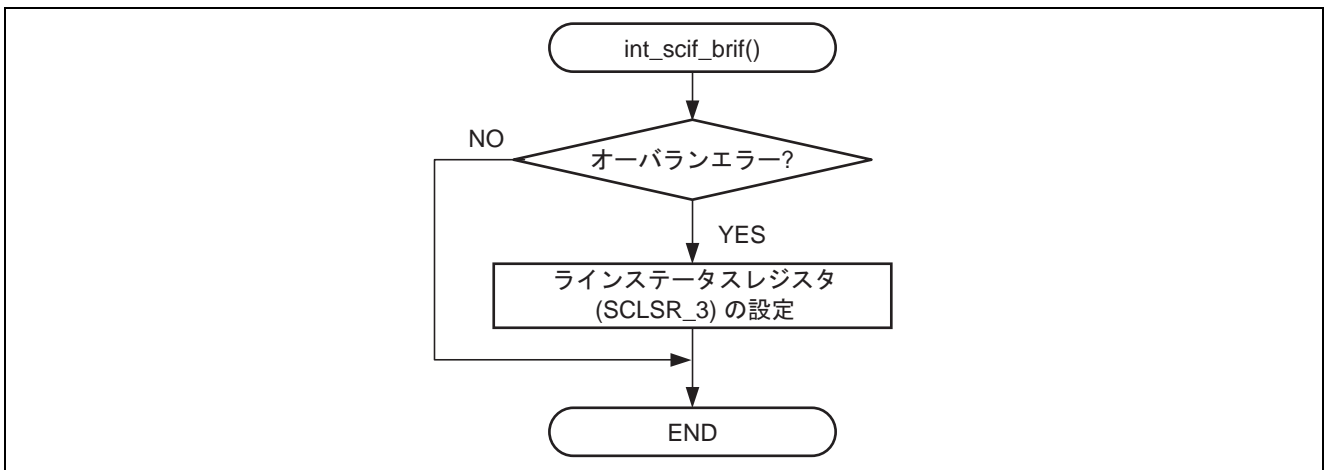 int_scif_brif()
オーバランエラー?
NO
YES
ラインステータスレジスタ
(SCLSR_3) の設定
END